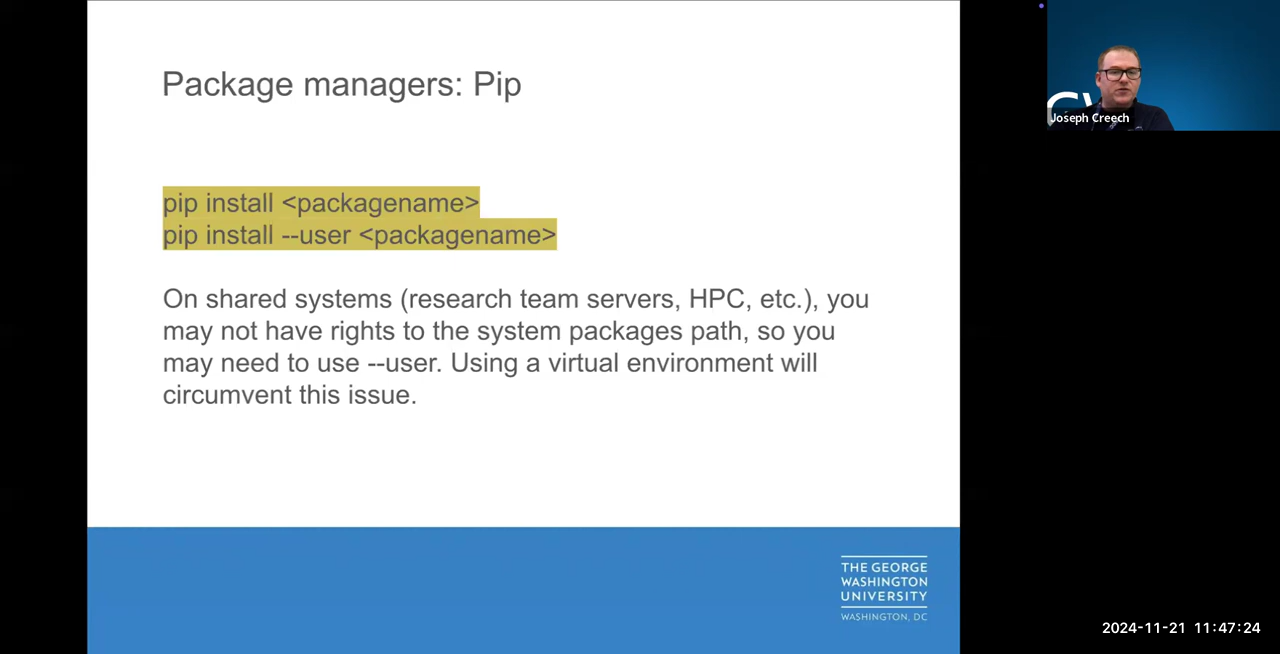 Package managers: Pip
pip install <packagename>
pip install --user <packagename>
On shared systems (research team servers, HPC, etc.), you
may not have rights to the system packages path, so you
may need to use --user. Using a virtual environment will
circumvent this issue.
THE GEORGE
WASHINGTON
UNIVERSITY
WASHINGTON, DC
Joseph Creech
2024-11-21 11:47:24